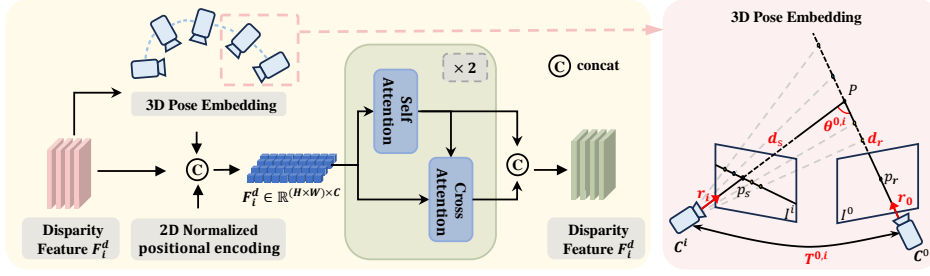 3D Pose Embedding
Disparity
Feature F_i^d
2D Normalized
positional encoding
C
F_i^d ∈ ℝ^{(H×W)×C}
Self
Attention
Cross
Attention
× 2
C concat
C
Disparity
Feature F_i^d
3D Pose Embedding
P
θ^{0,i}
d_s
d_r
r_i
p_s
I^i
p_r
r_0
I^0
C^i
C^0
T^{0,i}